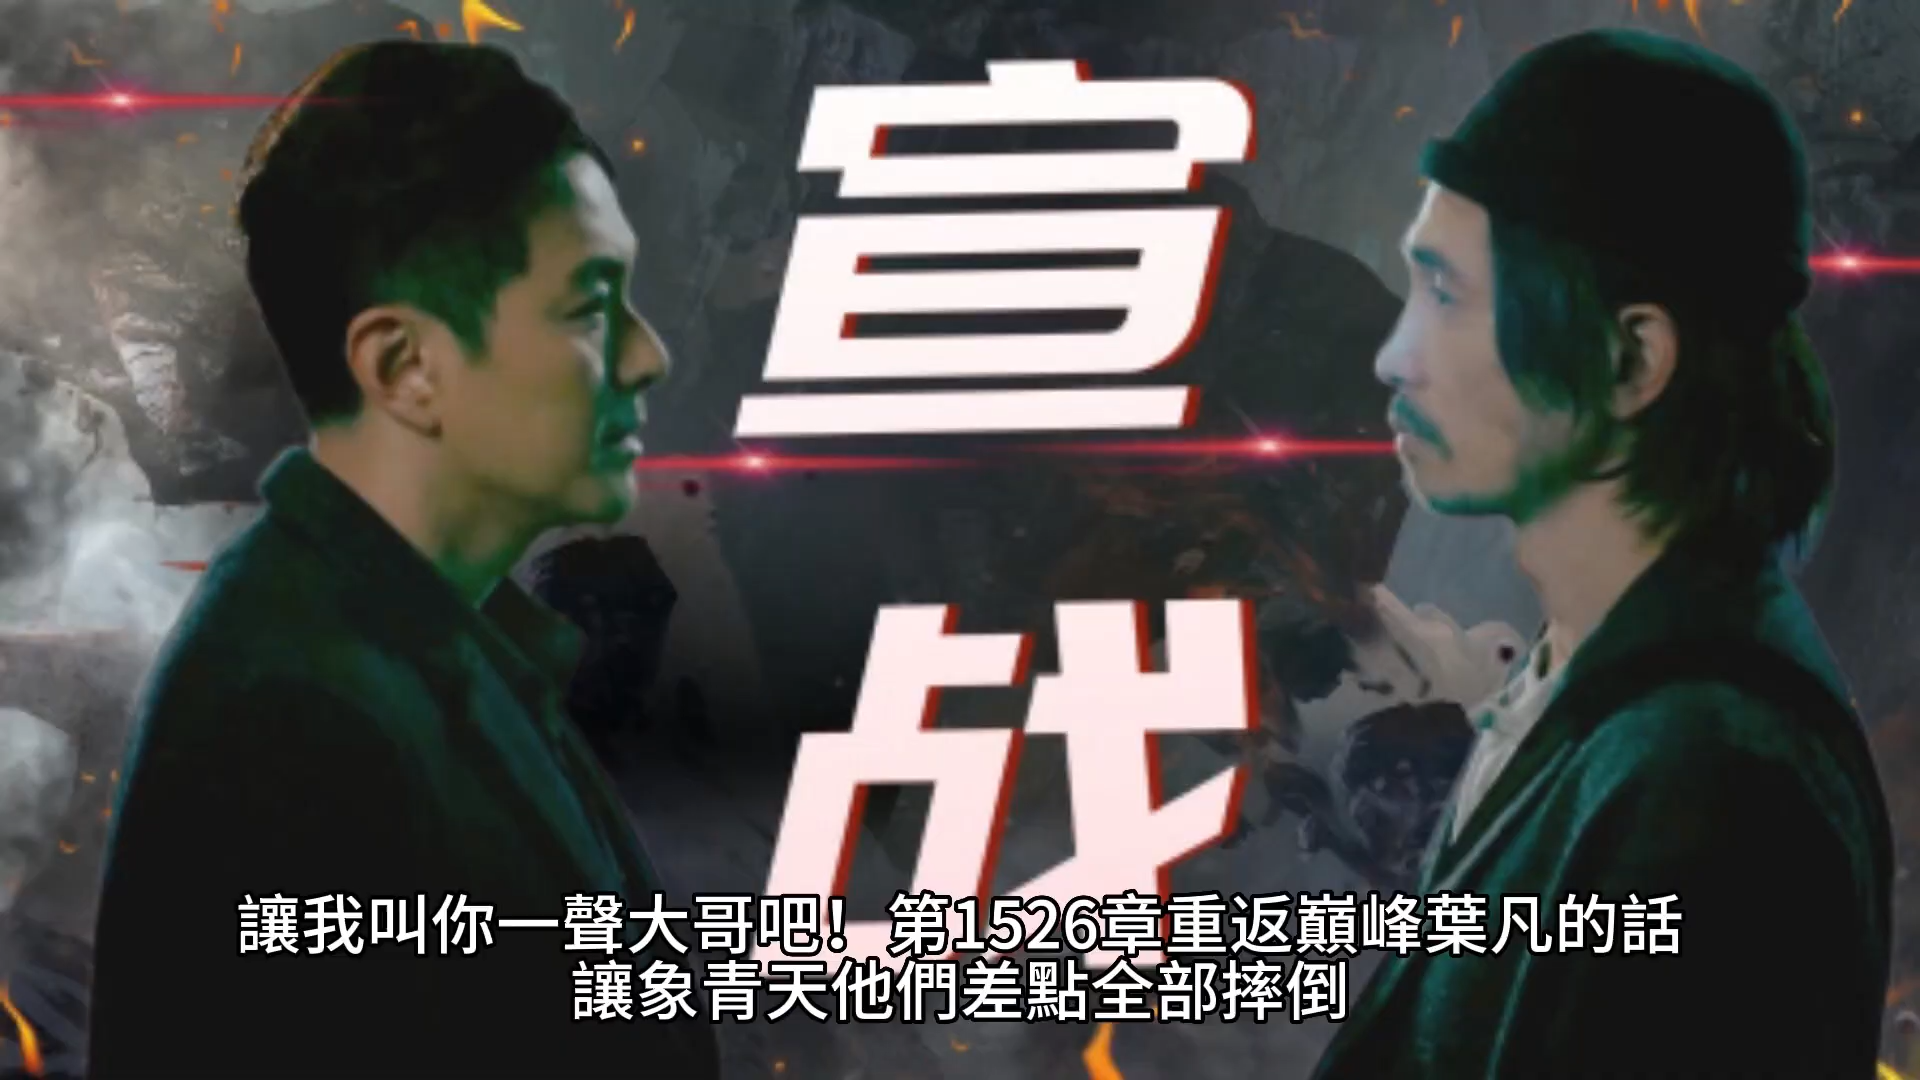 宣
战
讓我叫你一聲大哥吧！第1526章重返巔峰葉凡的話
讓象青天他們差點全部摔倒